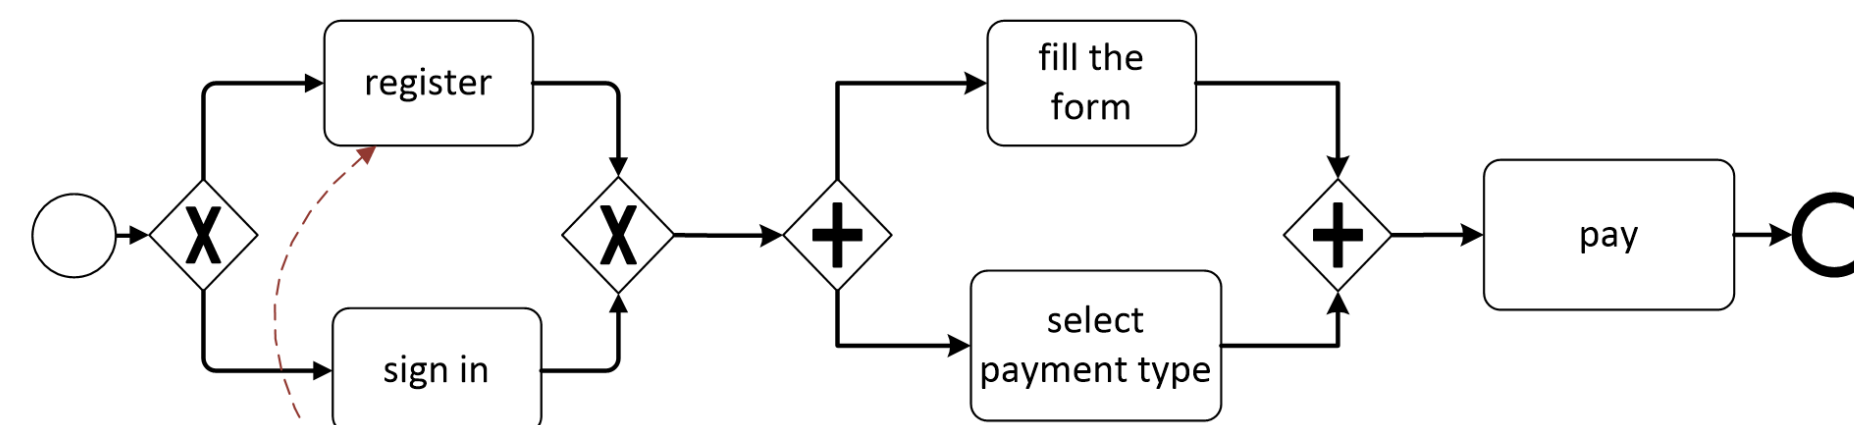 register
sign in
X
X
fill the
form
select
payment type
pay